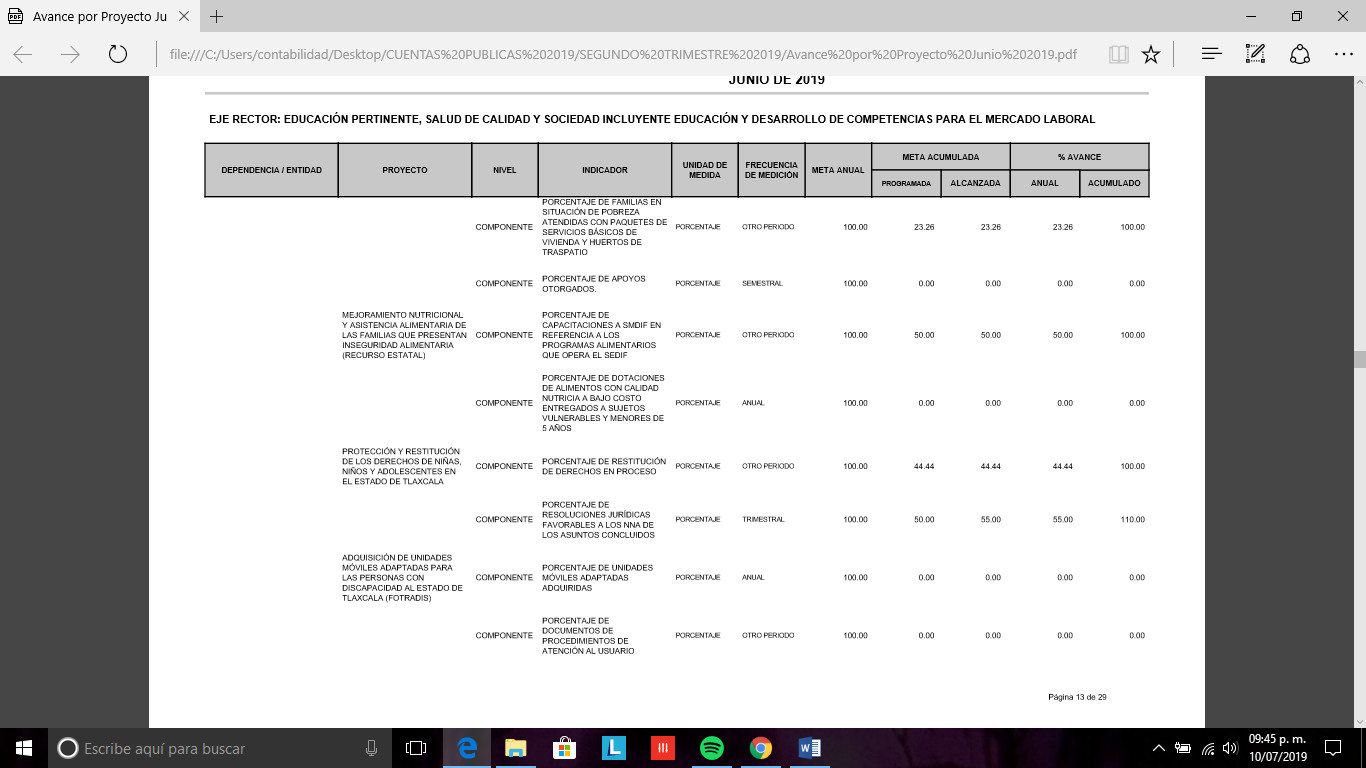 Avance por Proyecto Ju
file:///C:/Users/contabilidad/Desktop/CUENTAS%20PUBLICAS%202019/SEGUNDO%20TRIMESTRE%202019/Avance%20por%20Proyecto%20Junio%202019.pdf
JUNIO DE 2019
EJE RECTOR: EDUCACIÓN PERTINENTE, SALUD DE CALIDAD Y SOCIEDAD INCLUYENTE EDUCACIÓN Y DESARROLLO DE COMPETENCIAS PARA EL MERCADO LABORAL
DEPENDENCIA / ENTIDAD
PROYECTO
NIVEL
INDICADOR
UNIDAD DE
MEDIDA
FRECUENCIA
DE MEDICIÓN
META ANUAL
META ACUMULADA
PROGRAMADA
ALCANZADA
% AVANCE
ANUAL
ACUMULADO
COMPONENTE
PORCENTAJE DE FAMILIAS EN
SITUACIÓN DE POBREZA
ATENDIDAS CON PAQUETES DE
SERVICIOS BÁSICOS DE
VIVIENDA Y HUERTOS DE
TRASPATIO
PORCENTAJE
OTRO PERIODO
100.00
23.26
23.26
23.26
100.00
COMPONENTE
PORCENTAJE DE APOYOS
OTORGADOS.
PORCENTAJE
SEMESTRAL
100.00
0.00
0.00
0.00
0.00
MEJORAMIENTO NUTRICIONAL
Y ASISTENCIA ALIMENTARIA DE
LAS FAMILIAS QUE PRESENTAN
INSEGURIDAD ALIMENTARIA
(RECURSO ESTATAL)
COMPONENTE
PORCENTAJE DE
CAPACITACIONES A SMDIF EN
REFERENCIA A LOS
PROGRAMAS ALIMENTARIOS
QUE OPERA EL SEDIF
PORCENTAJE
OTRO PERIODO
100.00
50.00
50.00
50.00
100.00
COMPONENTE
PORCENTAJE DE DOTACIONES
DE ALIMENTOS CON CALIDAD
NUTRICIA A BAJO COSTO
ENTREGADOS A SUJETOS
VULNERABLES Y MENORES DE
5 AÑOS
PORCENTAJE
ANUAL
100.00
0.00
0.00
0.00
0.00
PROTECCIÓN Y RESTITUCIÓN
DE LOS DERECHOS DE NIÑAS,
NIÑOS Y ADOLESCENTES EN
EL ESTADO DE TLAXCALA
COMPONENTE
PORCENTAJE DE RESTITUCIÓN
DE DERECHOS EN PROCESO
PORCENTAJE
OTRO PERIODO
100.00
44.44
44.44
44.44
100.00
COMPONENTE
PORCENTAJE DE
RESOLUCIONES JURÍDICAS
FAVORABLES A LOS NNA DE
LOS ASUNTOS CONCLUIDOS
PORCENTAJE
TRIMESTRAL
100.00
50.00
55.00
55.00
110.00
ADQUISICIÓN DE UNIDADES
MÓVILES ADAPTADAS PARA
LAS PERSONAS CON
DISCAPACIDAD AL ESTADO DE
TLAXCALA (FOTRADIS)
COMPONENTE
PORCENTAJE DE UNIDADES
MÓVILES ADAPTADAS
ADQUIRIDAS
PORCENTAJE
ANUAL
100.00
0.00
0.00
0.00
0.00
COMPONENTE
PORCENTAJE DE
DOCUMENTOS DE
PROCEDIMIENTOS DE
ATENCIÓN AL USUARIO
PORCENTAJE
OTRO PERIODO
100.00
0.00
0.00
0.00
0.00
Página 13 de 29
Escribe aquí para buscar
09:45 p. m.
10/07/2019